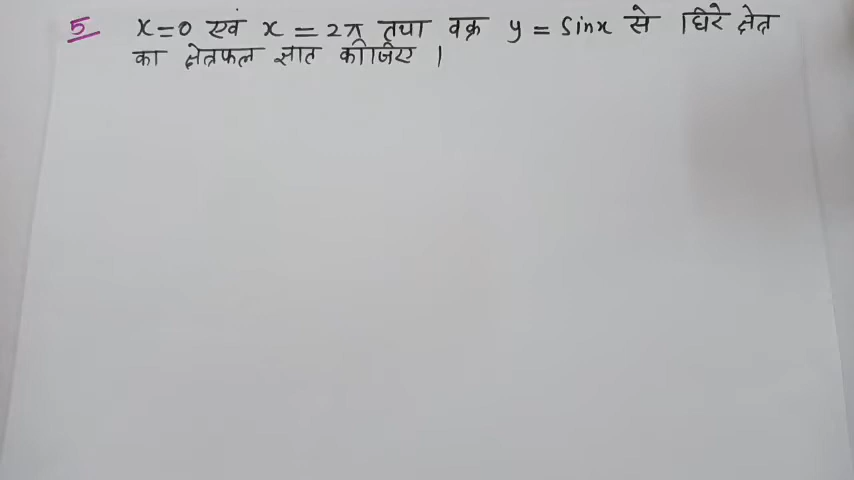 5 x=0 एवं x = 2π तथा वक्र y = Sinx से घिरे क्षेत्र
का क्षेत्रफल ज्ञात कीजिए ।